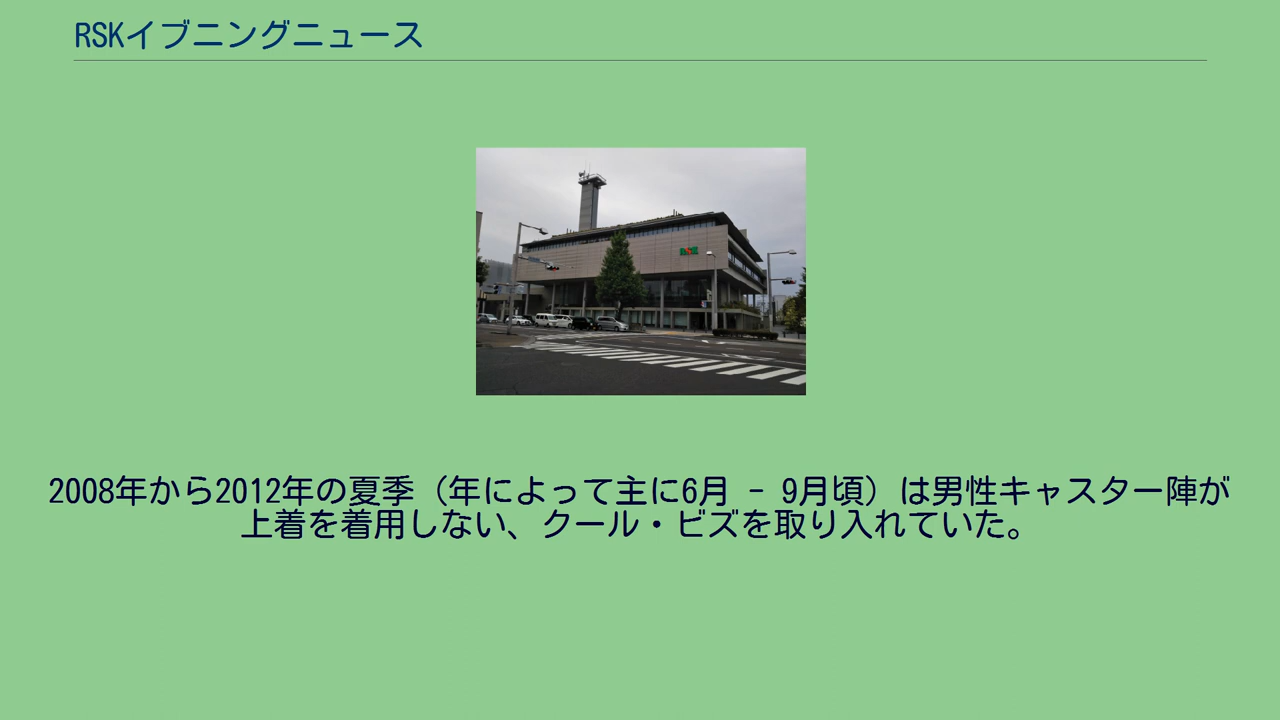 RSKイブニングニュース
RSK
2008年から2012年の夏季（年によって主に6月 - 9月頃）は男性キャスター陣が
上着を着用しない、クール・ビズを取り入れていた。